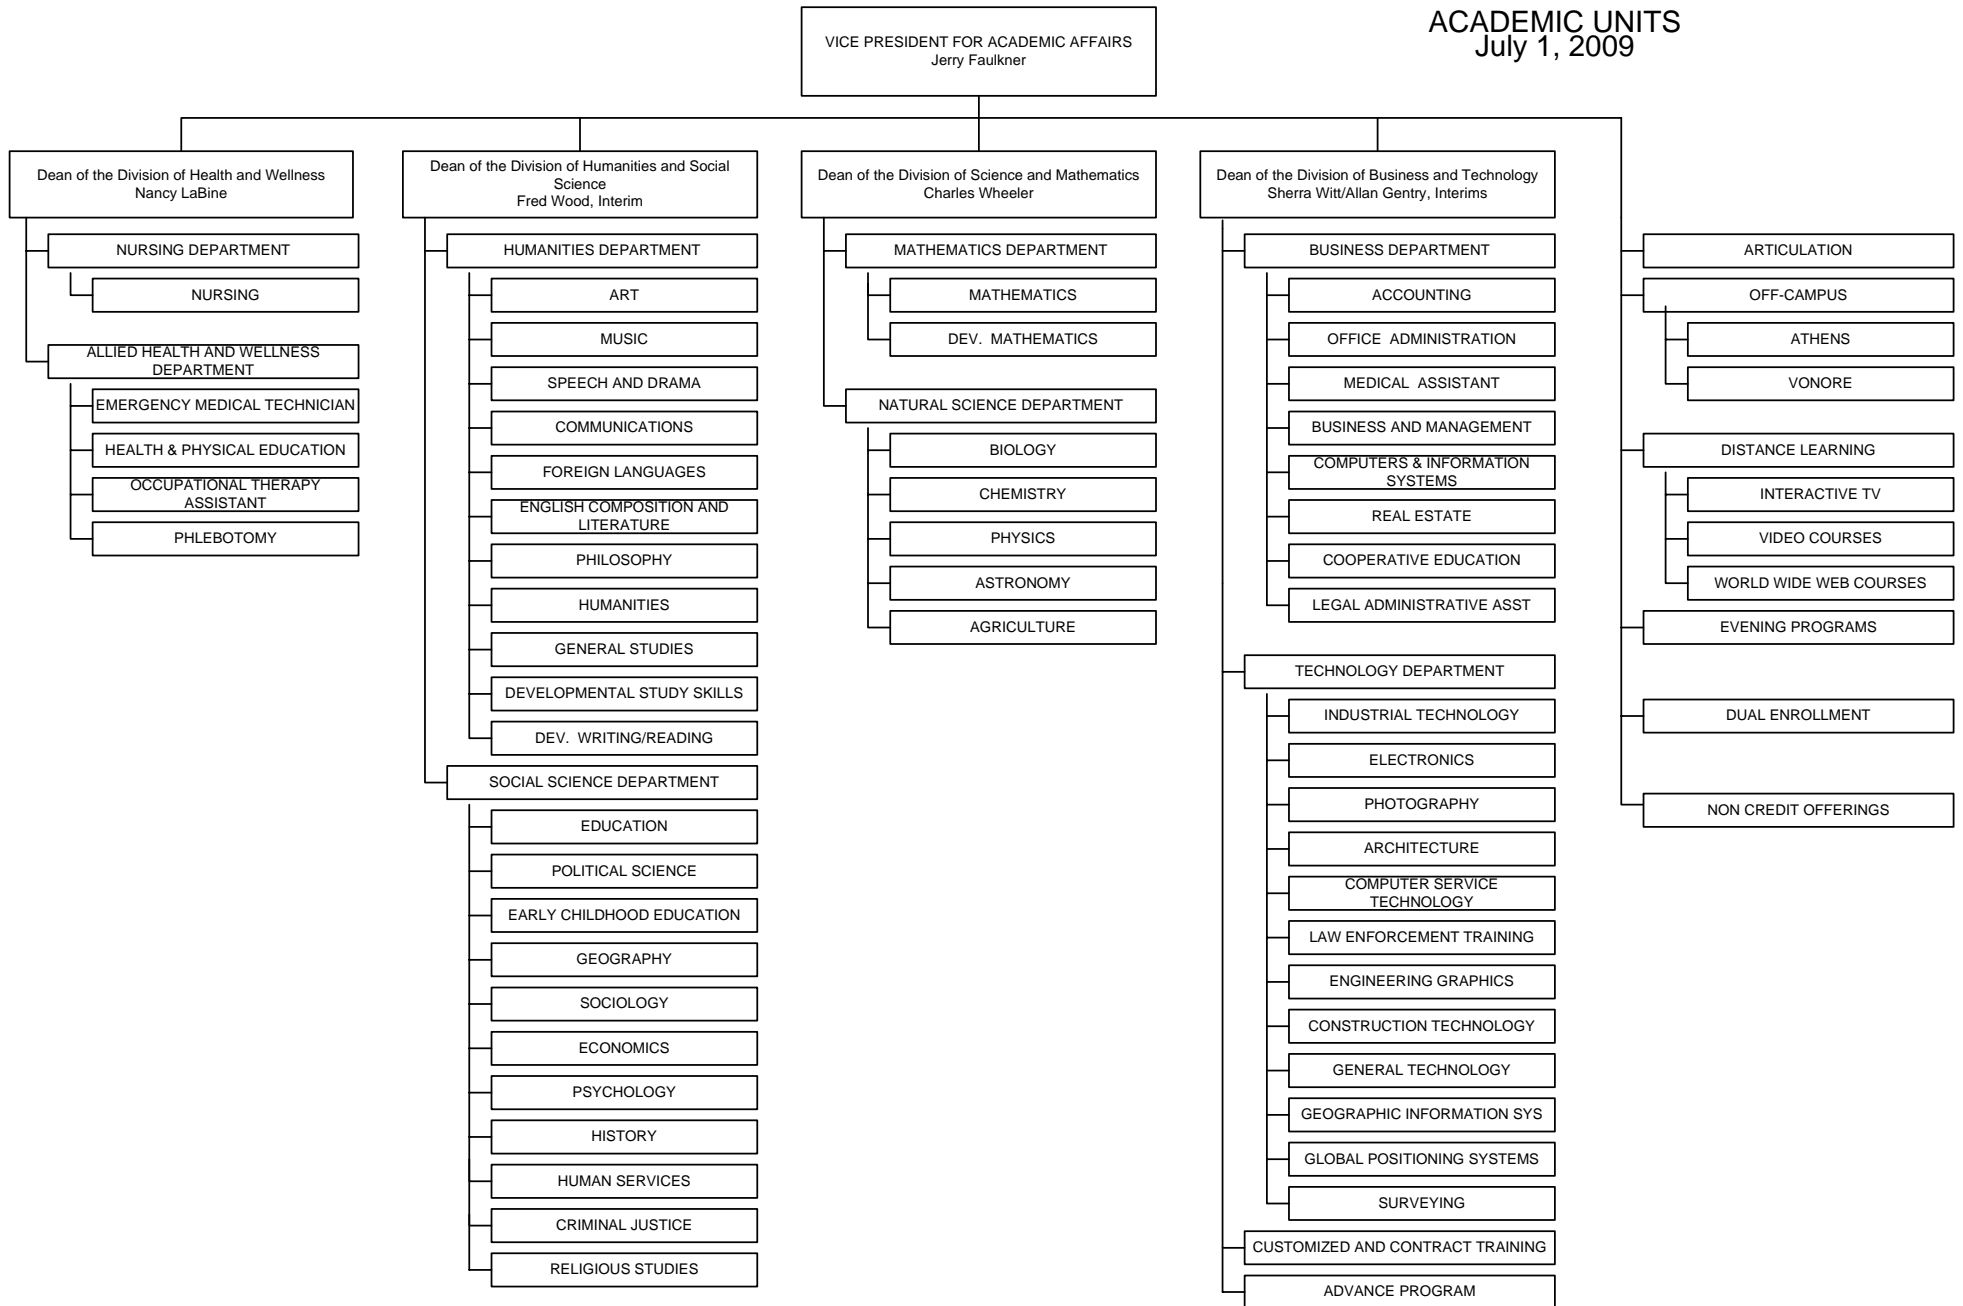 ACADEMIC UNITS
July 1, 2009
VICE PRESIDENT FOR ACADEMIC AFFAIRS
Jerry Faulkner
Dean of the Division of Health and Wellness
Nancy LaBine
NURSING DEPARTMENT
NURSING
ALLIED HEALTH AND WELLNESS
DEPARTMENT
EMERGENCY MEDICAL TECHNICIAN
HEALTH & PHYSICAL EDUCATION
OCCUPATIONAL THERAPY
ASSISTANT
PHLEBOTOMY
Dean of the Division of Humanities and Social
Science
Fred Wood, Interim
HUMANITIES DEPARTMENT
ART
MUSIC
SPEECH AND DRAMA
COMMUNICATIONS
FOREIGN LANGUAGES
ENGLISH COMPOSITION AND
LITERATURE
PHILOSOPHY
HUMANITIES
GENERAL STUDIES
DEVELOPMENTAL STUDY SKILLS
DEV. WRITING/READING
SOCIAL SCIENCE DEPARTMENT
EDUCATION
POLITICAL SCIENCE
EARLY CHILDHOOD EDUCATION
GEOGRAPHY
SOCIOLOGY
ECONOMICS
PSYCHOLOGY
HISTORY
HUMAN SERVICES
CRIMINAL JUSTICE
RELIGIOUS STUDIES
Dean of the Division of Science and Mathematics
Charles Wheeler
MATHEMATICS DEPARTMENT
MATHEMATICS
DEV. MATHEMATICS
NATURAL SCIENCE DEPARTMENT
BIOLOGY
CHEMISTRY
PHYSICS
ASTRONOMY
AGRICULTURE
Dean of the Division of Business and Technology
Sherra Witt/Allan Gentry, Interims
BUSINESS DEPARTMENT
ACCOUNTING
OFFICE ADMINISTRATION
MEDICAL ASSISTANT
BUSINESS AND MANAGEMENT
COMPUTERS & INFORMATION
SYSTEMS
REAL ESTATE
COOPERATIVE EDUCATION
LEGAL ADMINISTRATIVE ASST
TECHNOLOGY DEPARTMENT
INDUSTRIAL TECHNOLOGY
ELECTRONICS
PHOTOGRAPHY
ARCHITECTURE
COMPUTER SERVICE
TECHNOLOGY
LAW ENFORCEMENT TRAINING
ENGINEERING GRAPHICS
CONSTRUCTION TECHNOLOGY
GENERAL TECHNOLOGY
GEOGRAPHIC INFORMATION SYS
GLOBAL POSITIONING SYSTEMS
SURVEYING
CUSTOMIZED AND CONTRACT TRAINING
ADVANCE PROGRAM
ARTICULATION
OFF-CAMPUS
ATHENS
VONORE
DISTANCE LEARNING
INTERACTIVE TV
VIDEO COURSES
WORLD WIDE WEB COURSES
EVENING PROGRAMS
DUAL ENROLLMENT
NON CREDIT OFFERINGS